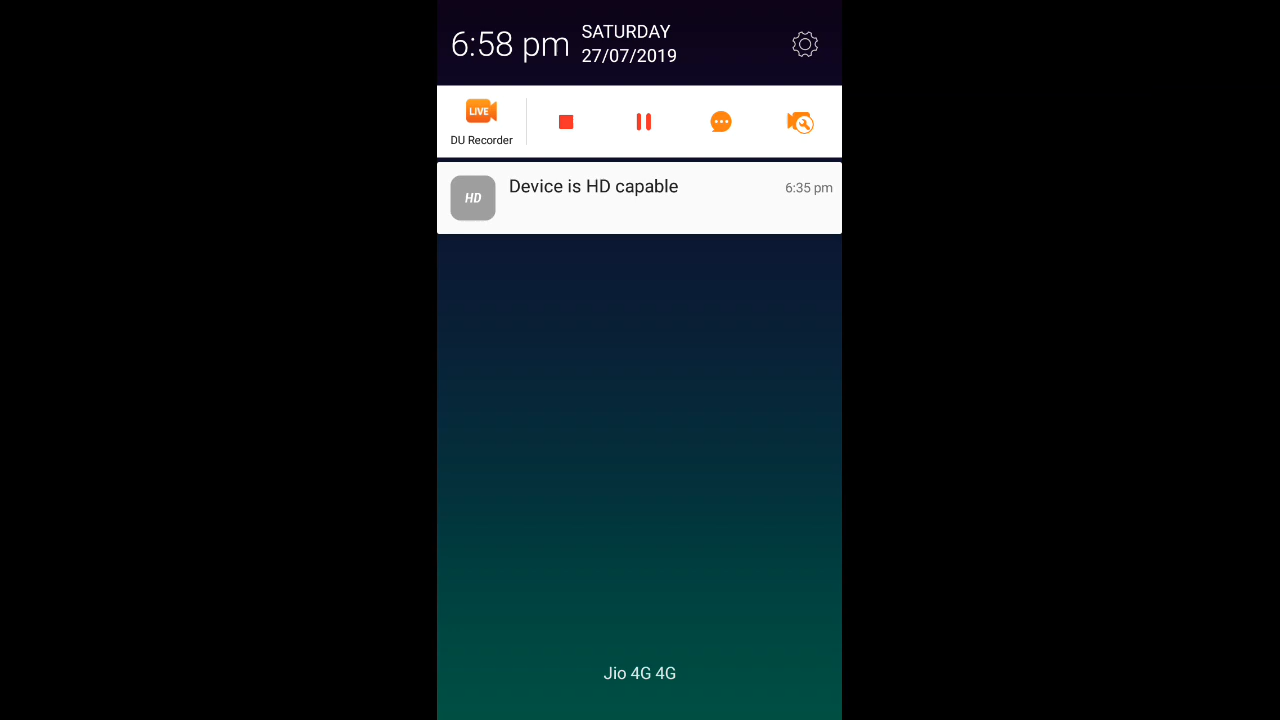 6:58 pm
SATURDAY
27/07/2019
LIVE
DU Recorder
HD
Device is HD capable
6:35 pm
Jio 4G 4G